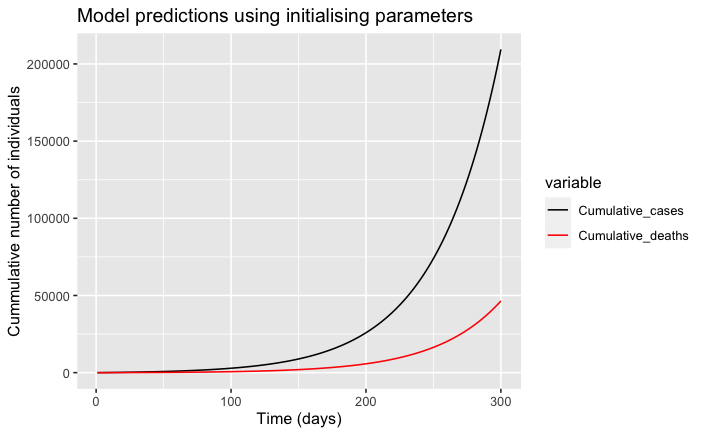 Model predictions using initialising parameters
Cummulative number of individuals
200000
150000
100000
50000
0
0 100 200 300
Time (days)
variable
Cumulative_cases
Cumulative_deaths